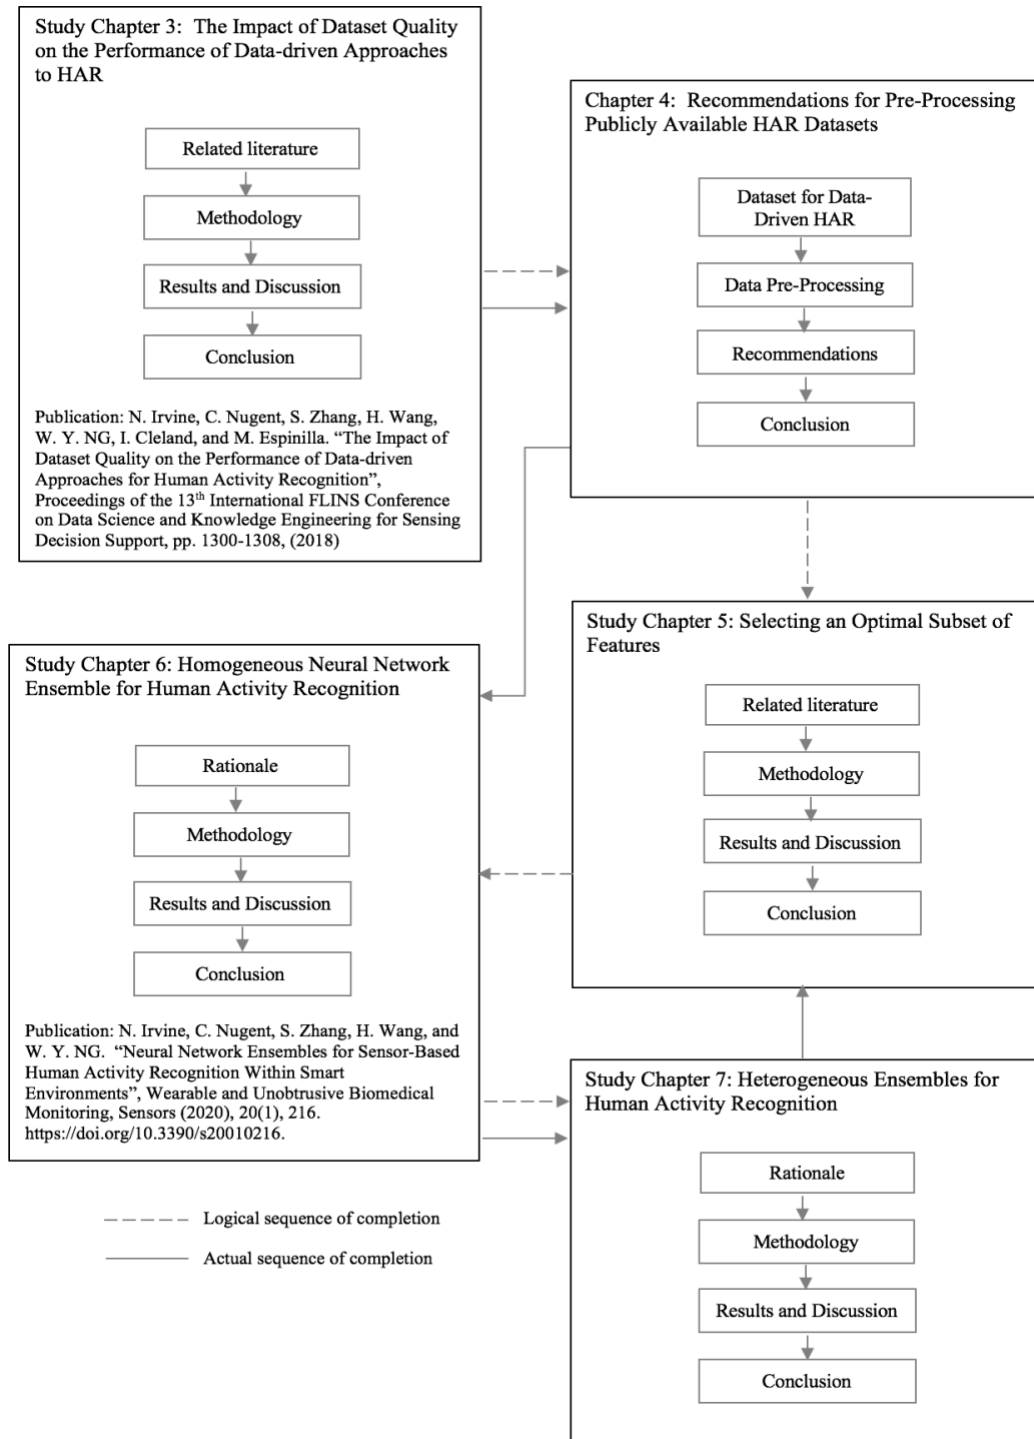 Study Chapter 3: The Impact of Dataset Quality
on the Performance of Data-driven Approaches
to HAR
Related literature
Methodology
Results and Discussion
Conclusion
Publication: N. Irvine, C. Nugent, S. Zhang, H. Wang,
W. Y. NG, I. Cleland, and M. Espinilla. “The Impact of
Dataset Quality on the Performance of Data-driven
Approaches for Human Activity Recognition”,
Proceedings of the 13th International FLINS Conference
on Data Science and Knowledge Engineering for Sensing
Decision Support, pp. 1300-1308, (2018)
Chapter 4: Recommendations for Pre-Processing
Publicly Available HAR Datasets
Dataset for Data-
Driven HAR
Data Pre-Processing
Recommendations
Conclusion
Study Chapter 5: Selecting an Optimal Subset of
Features
Related literature
Methodology
Results and Discussion
Conclusion
Study Chapter 6: Homogeneous Neural Network
Ensemble for Human Activity Recognition
Rationale
Methodology
Results and Discussion
Conclusion
Publication: N. Irvine, C. Nugent, S. Zhang, H. Wang, and
W. Y. NG. “Neural Network Ensembles for Sensor-Based
Human Activity Recognition Within Smart
Environments”, Wearable and Unobtrusive Biomedical
Monitoring, Sensors (2020), 20(1), 216.
https://doi.org/10.3390/s20010216.
Study Chapter 7: Heterogeneous Ensembles for
Human Activity Recognition
Rationale
Methodology
Results and Discussion
Conclusion
Logical sequence of completion
Actual sequence of completion